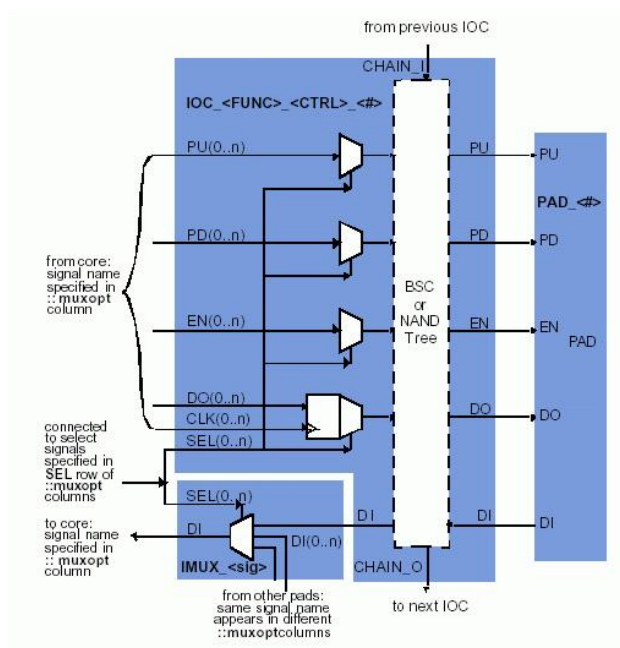 from previous IOC
CHAIN_I
IOC_<FUNC>_<CTRL>_<#>
PU(0..n)
PU
PU
PAD_<#>
PD(0..n)
PD
PD
from core:
signal name
specified in
::muxopt
column
BSC
or
NAND
Tree
EN(0..n)
EN
EN
PAD
DO(0..n)
DO
DO
CLK(0..n)
SEL(0..n)
connected
to select
signals
specified in
SEL row of
::muxopt
columns
SEL(0..n)
DI
DI
DI
DI
DI(0..n)
to core:
signal name
specified in
:: muxopt
column
IMUX_<sig>
CHAIN_O
from other pads:
same signal name
appears in different
::muxoptcolumns
to next IOC